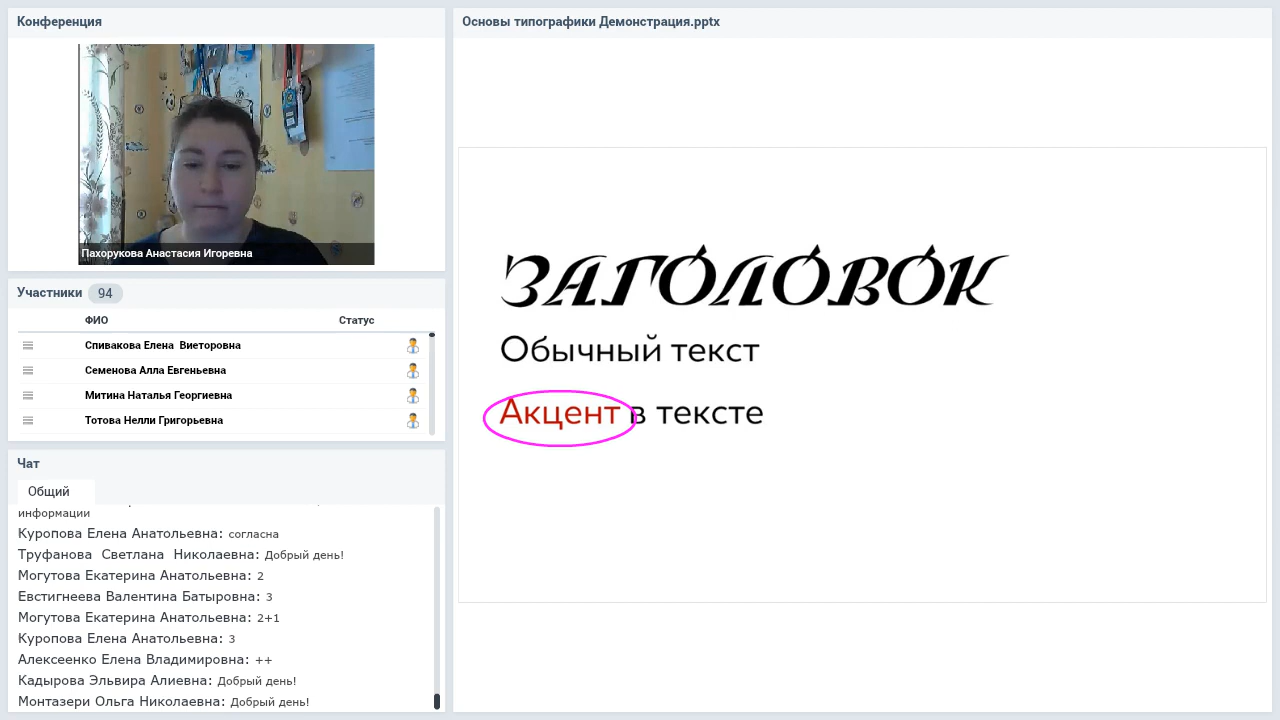 Конференция
Пахорукова Анастасия Игоревна
Участники 94
ФИО Статус
Спивакова Елена Виеторовна
Семенова Алла Евгеньевна
Митина Наталья Георгиевна
Тотова Нелли Григорьевна
Чат
Общий
информации
Куропова Елена Анатольевна: согласна
Труфанова Светлана Николаевна: Добрый день!
Могутова Екатерина Анатольевна: 2
Евстигнеева Валентина Батыровна: 3
Могутова Екатерина Анатольевна: 2+1
Куропова Елена Анатольевна: 3
Алексеенко Елена Владимировна: ++
Кадырова Эльвира Алиевна: Добрый день!
Монтазери Ольга Николаевна: Добрый день!
Основы типографики Демонстрация.pptx
ЗАГОЛОВОК
Обычный текст
Акцент в тексте